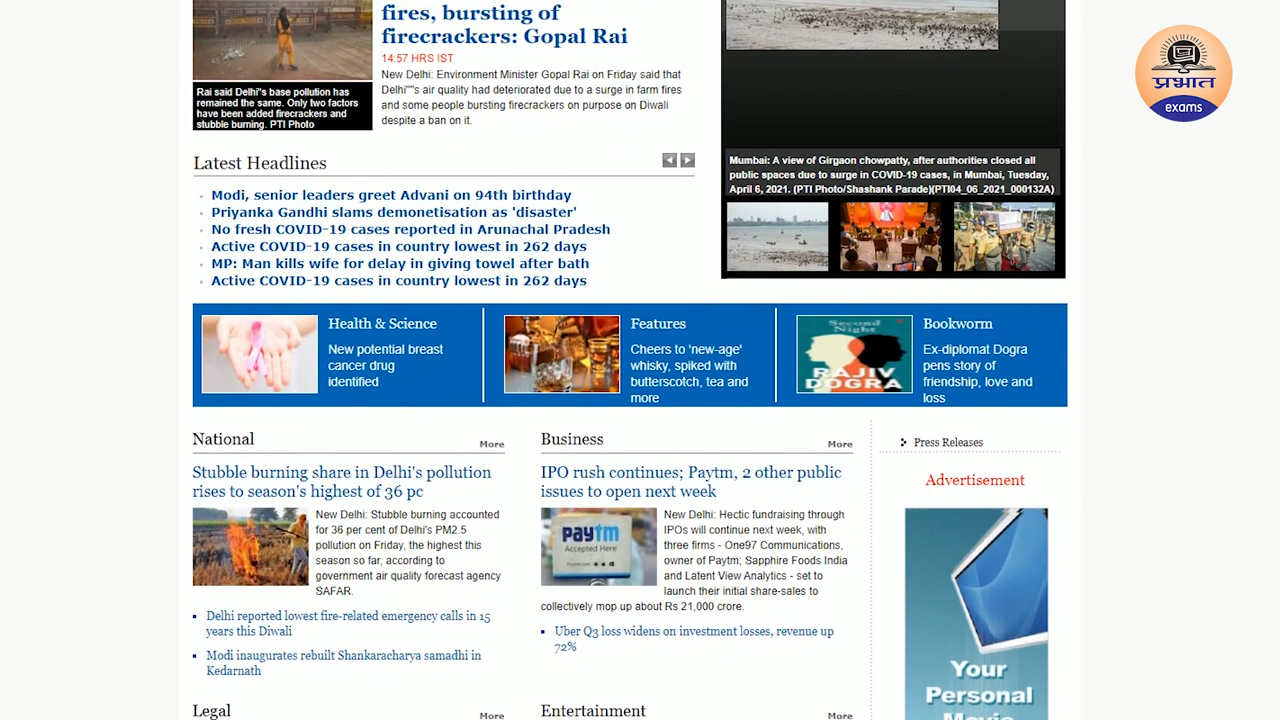 fires, bursting of
firecrackers: Gopal Rai
14:57 HRS IST
New Delhi: Environment Minister Gopal Rai on Friday said that
Delhi""s air quality had deteriorated due to a surge in farm fires
and some people bursting firecrackers on purpose on Diwali
despite a ban on it.
Rai said Delhi"s base pollution has
remained the same. Only two factors
have been added firecrackers and
stubble burning. PTI Photo
प्रभात
exams
Mumbai: A view of Girgaon chowpatty, after authorities closed all
public spaces due to surge in COVID-19 cases, in Mumbai, Tuesday,
April 6, 2021. (PTI Photo/Shashank Parade)(PTI04_06_2021_000132A)
Latest Headlines
Modi, senior leaders greet Advani on 94th birthday
Priyanka Gandhi slams demonetisation as 'disaster'
No fresh COVID-19 cases reported in Arunachal Pradesh
Active COVID-19 cases in country lowest in 262 days
MP: Man kills wife for delay in giving towel after bath
Active COVID-19 cases in country lowest in 262 days
Health & Science
New potential breast
cancer drug
identified
Features
Cheers to 'new-age'
whisky, spiked with
butterscotch, tea and
more
Second
Night
RAJIV
DOGRA
Bookworm
Ex-diplomat Dogra
pens story of
friendship, love and
loss
National
More
Stubble burning share in Delhi's pollution
rises to season's highest of 36 pc
New Delhi: Stubble burning accounted
for 36 per cent of Delhi's PM2.5
pollution on Friday, the highest this
season so far, according to
government air quality forecast agency
SAFAR.
Delhi reported lowest fire-related emergency calls in 15
years this Diwali
Modi inaugurates rebuilt Shankaracharya samadhi in
Kedarnath
Business
More
IPO rush continues; Paytm, 2 other public
issues to open next week
paytm
Accepted Here
New Delhi: Hectic fundraising through
IPOs will continue next week, with
three firms - One97 Communications,
owner of Paytm; Sapphire Foods India
and Latent View Analytics - set to
launch their initial share-sales to
collectively mop up about Rs 21,000 crore.
Uber Q3 loss widens on investment losses, revenue up
72%
Press Releases
Advertisement
Your
Personal
Movie
Legal
More
Entertainment
More